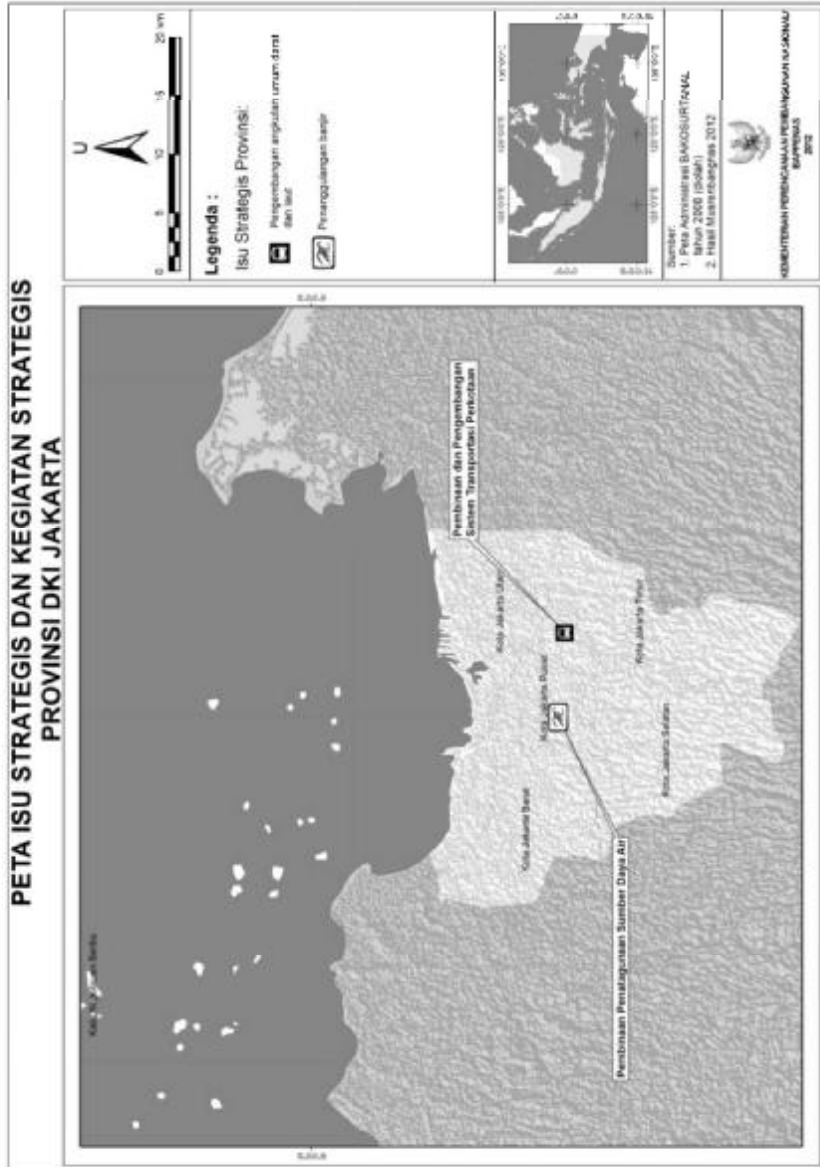 PETA ISU STRATEGIS DAN KEGIATAN STRATEGIS
PROVINSI DKI JAKARTA
Pembinaan dan Pengembangan
Sistem Transportasi Perkotaan
Kota Jakarta Utara
Kota Jakarta Pusat
Kota Jakarta Barat
Kota Jakarta Timur
Kota Jakarta Selatan
Pembinaan Penatagunaan Sumber Daya Air
U
0 5 10 15 20 km
Legenda :
Isu Strategis Provinsi:
Pengembangan angkutan umum darat
dan laut
Penanggulangan banjir
Sumber:
1. Peta Administrasi BAKOSURTANAL
tahun 2008 (diolah)
2. Hasil Musrenbangnas 2012
KEMENTERIAN PERENCANAAN PEMBANGUNAN NASIONAL/
BAPPENAS
2012